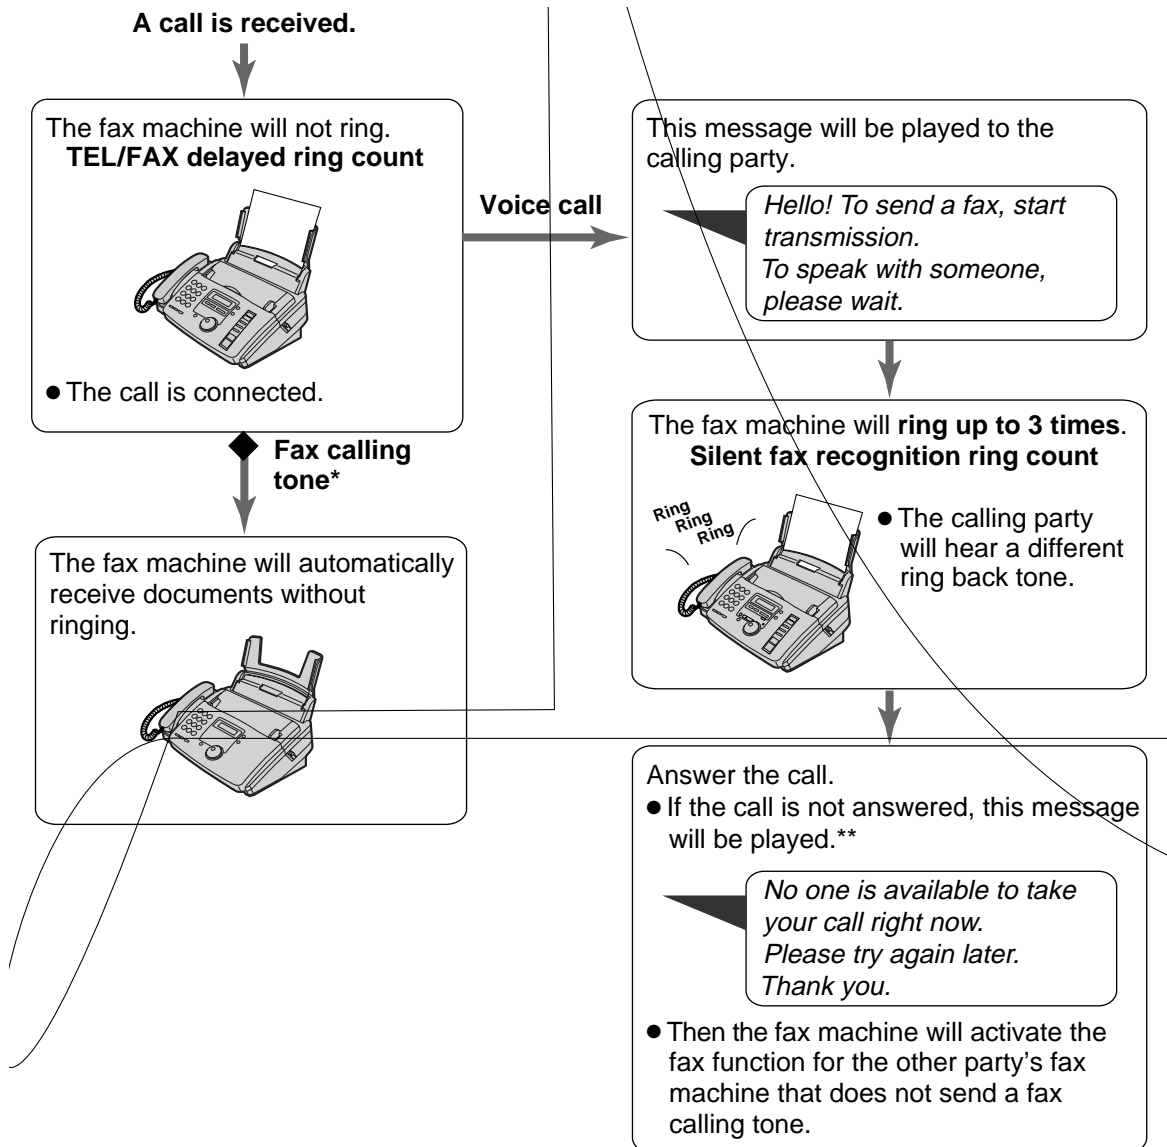 A call is received.
The fax machine will not ring.
TEL/FAX delayed ring count
● The call is connected.
Voice call
Fax calling
tone*
The fax machine will automatically
receive documents without
ringing.
This message will be played to the
calling party.
Hello! To send a fax, start
transmission.
To speak with someone,
please wait.
The fax machine will ring up to 3 times.
Silent fax recognition ring count
Ring
Ring
Ring
● The calling party
will hear a different
ring back tone.
Answer the call.
● If the call is not answered, this message
will be played.**
No one is available to take
your call right now.
Please try again later.
Thank you.
● Then the fax machine will activate the
fax function for the other party's fax
machine that does not send a fax
calling tone.